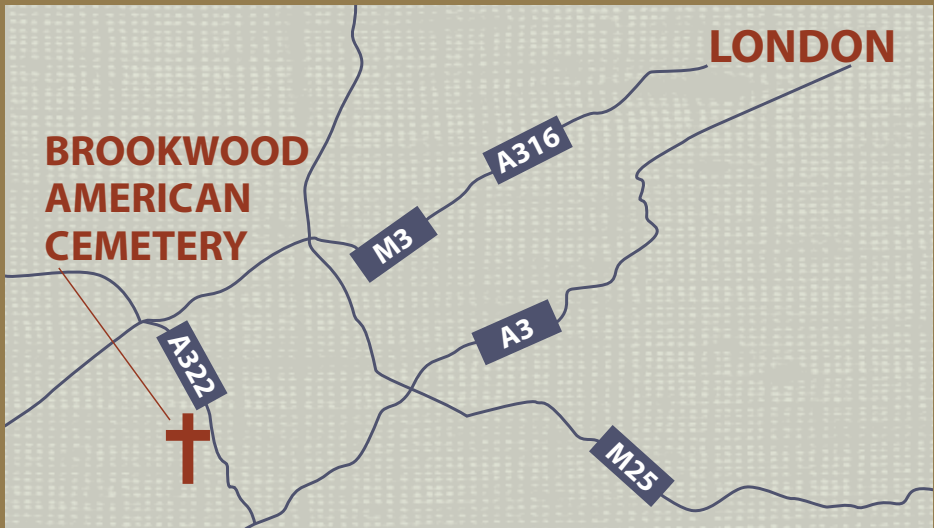 LONDON
A316
BROOKWOOD
AMERICAN
CEMETERY
M3
A3
A322
M25